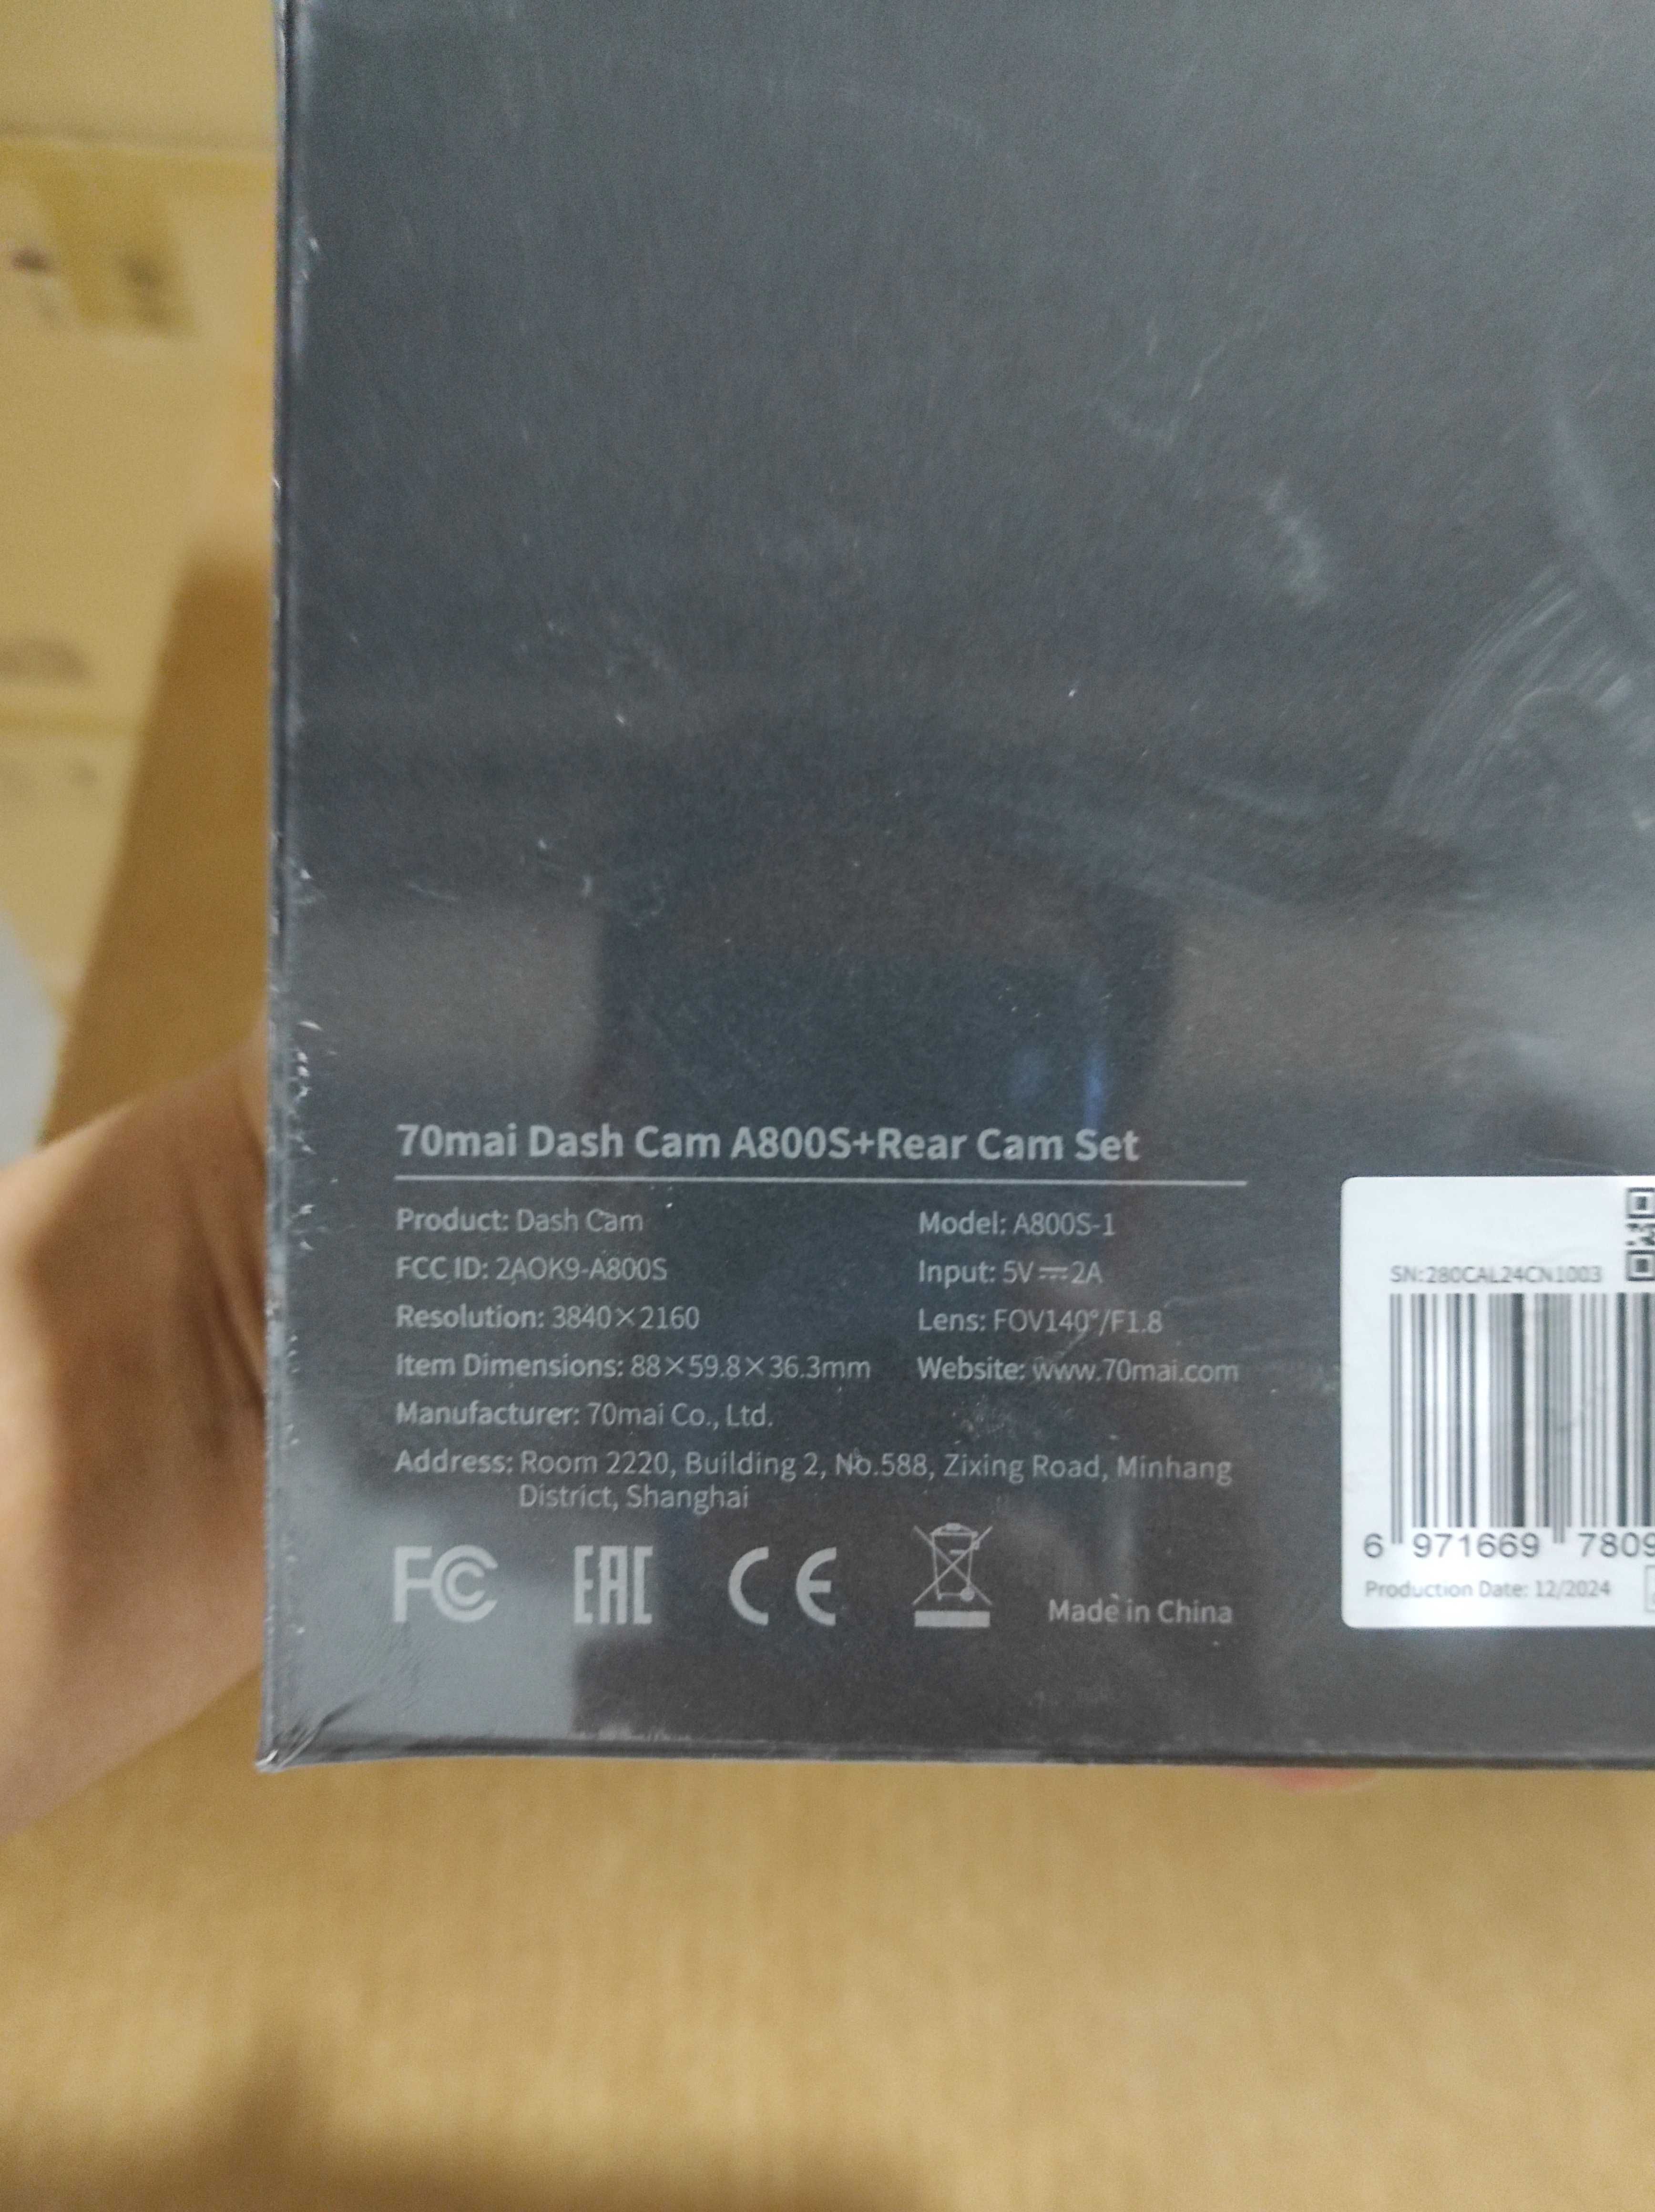 70mai Dash Cam A800S+Rear Cam Set
Product: Dash Cam
Model: A800S-1
FCC ID: 2AOK9-A800S
Input: 5V⎓2A
Resolution: 3840×2160
Lens: FOV140°/F1.8
Item Dimensions: 88×59.8×36.3mm
Website: www.70mai.com
Manufacturer: 70mai Co., Ltd.
Address: Room 2220, Building 2, No.588, Zixing Road, Minhang
District, Shanghai
FC EAC CE
Made in China
SN:280CAL24CN1003
6 971669 7809
Production Date: 12/2024